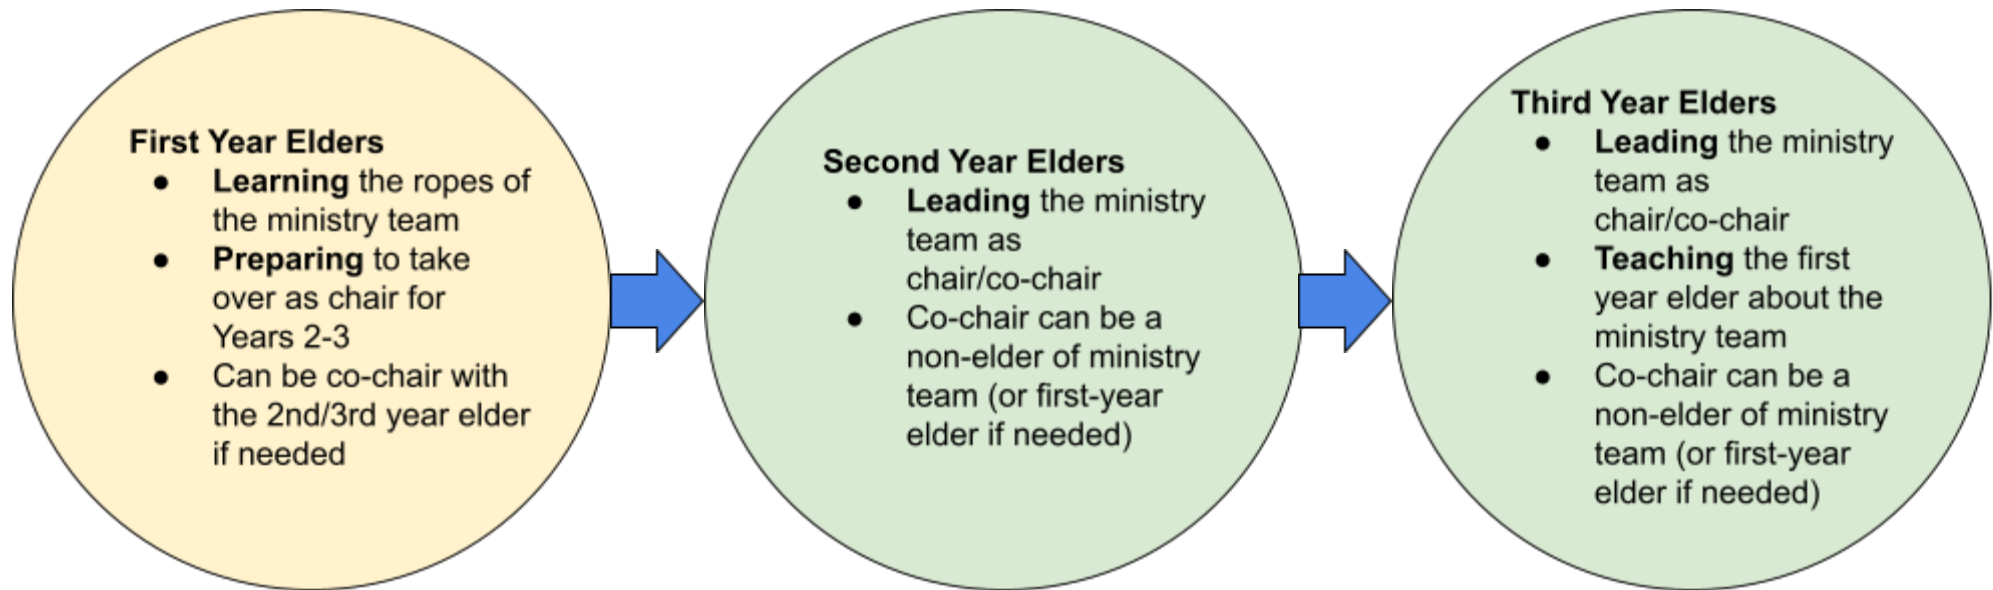 First Year Elders
● Learning the ropes of
the ministry team
● Preparing to take
over as chair for
Years 2-3
● Can be co-chair with
the 2nd/3rd year elder
if needed
Second Year Elders
● Leading the ministry
team as
chair/co-chair
● Co-chair can be a
non-elder of ministry
team (or first-year
elder if needed)
Third Year Elders
● Leading the ministry
team as
chair/co-chair
● Teaching the first
year elder about the
ministry team
● Co-chair can be a
non-elder of ministry
team (or first-year
elder if needed)